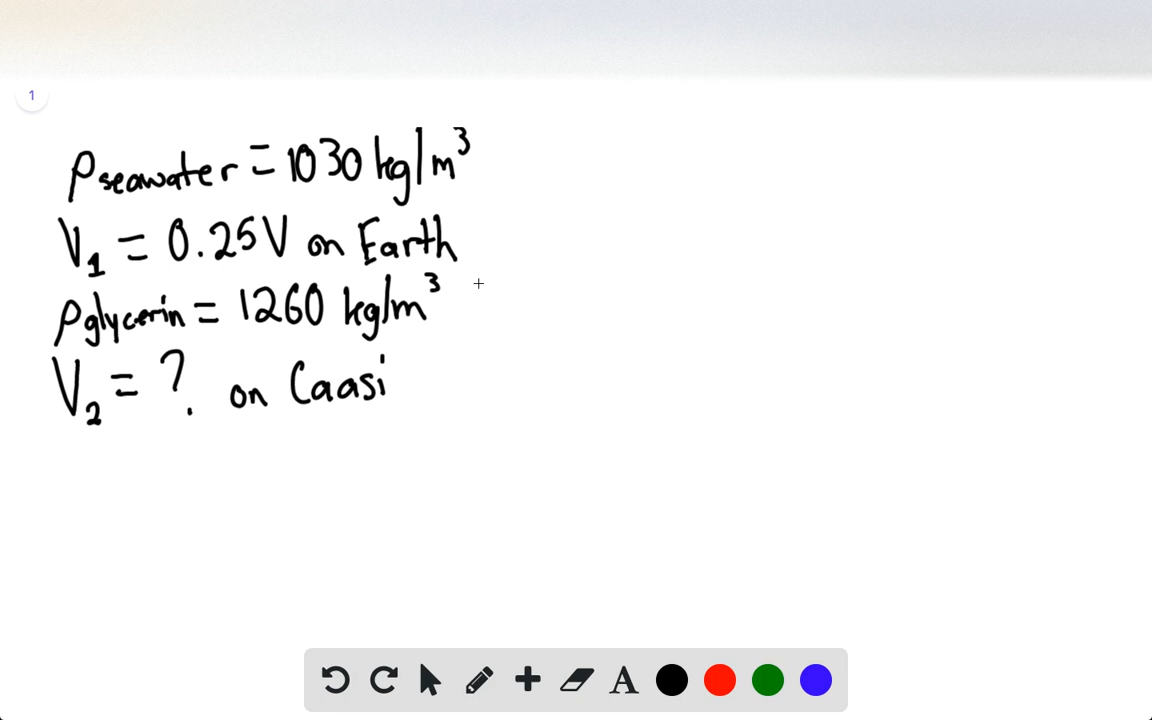 1
ρseawater = 1030 kg/m³
V₁ = 0.25V on Earth
ρglycerin = 1260 kg/m³
V₂ = ? on Caasi
A